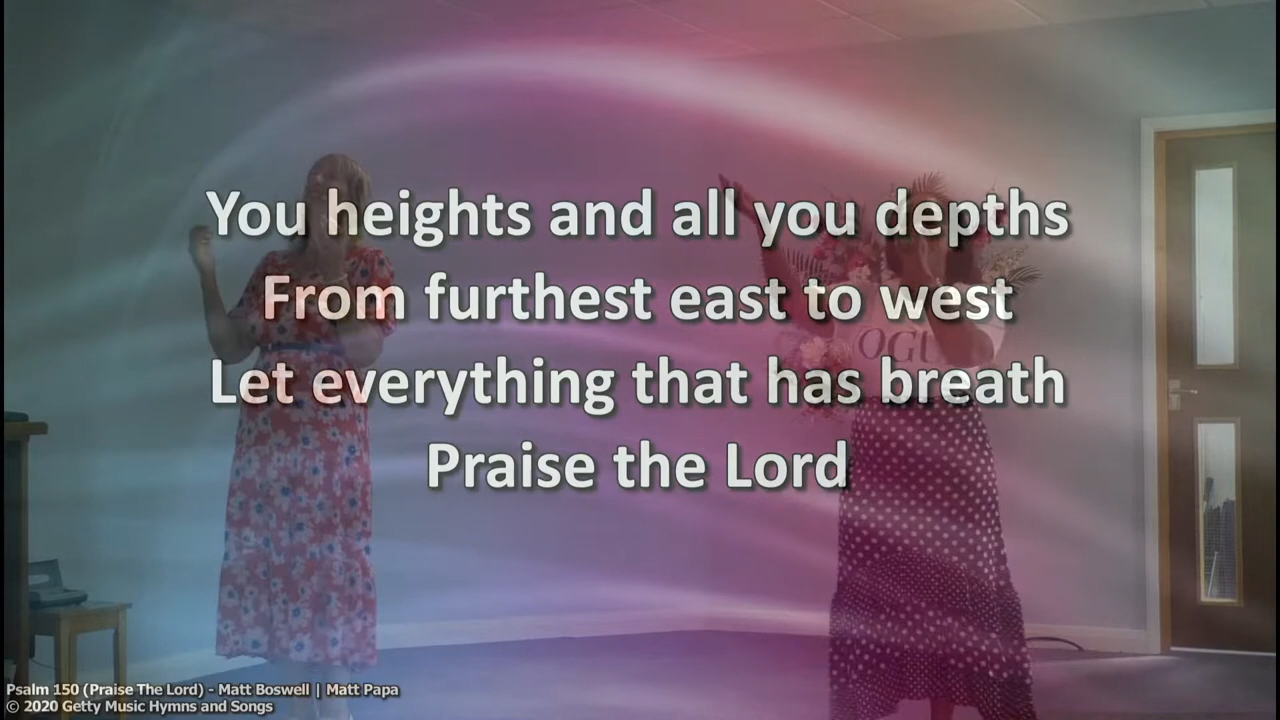 You heights and all you depths
From furthest east to west
Let everything that has breath
Praise the Lord
OGU
Psalm 150 (Praise The Lord) - Matt Boswell | Matt Papa
© 2020 Getty Music Hymns and Songs